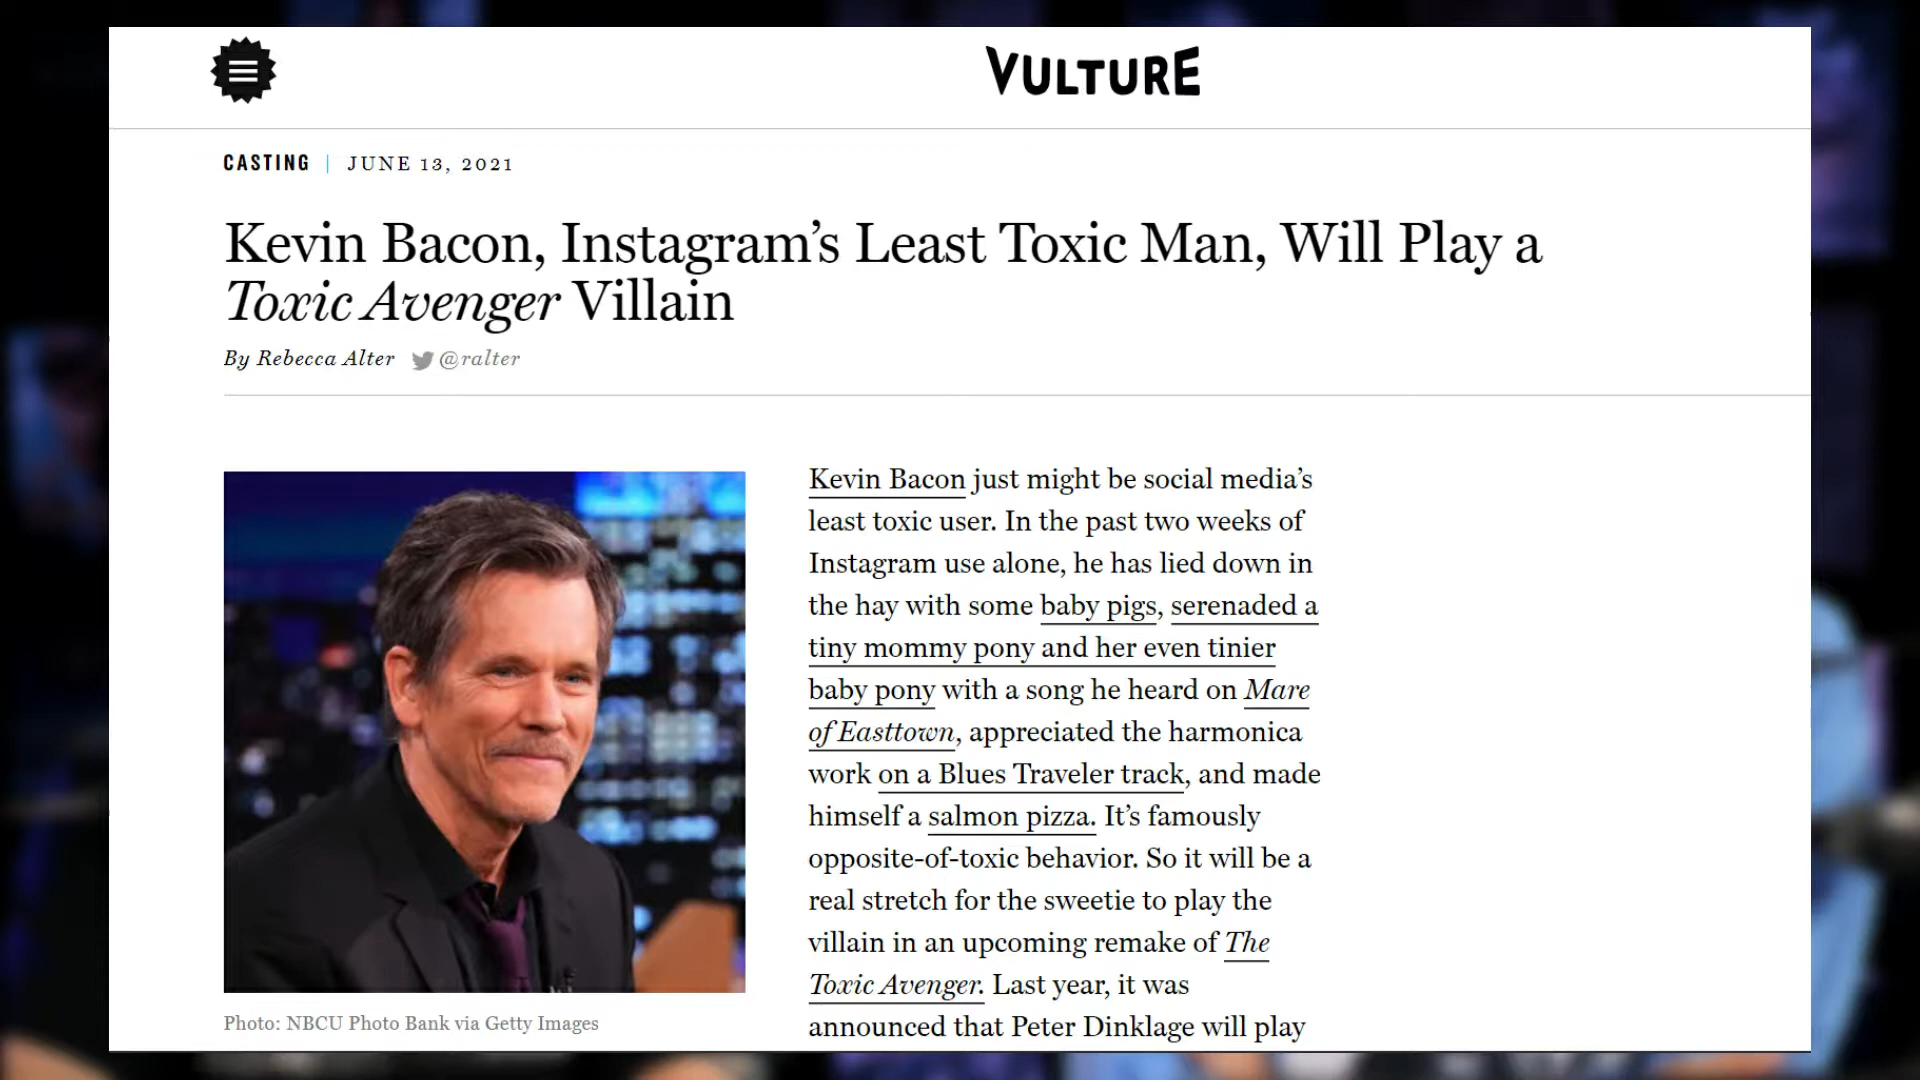 VULTURE
CASTING | JUNE 13, 2021
Kevin Bacon, Instagram’s Least Toxic Man, Will Play a
Toxic Avenger Villain
By Rebecca Alter @ralter
Kevin Bacon just might be social media’s
least toxic user. In the past two weeks of
Instagram use alone, he has lied down in
the hay with some baby pigs, serenaded a
tiny mommy pony and her even tinier
baby pony with a song he heard on Mare
of Easttown, appreciated the harmonica
work on a Blues Traveler track, and made
himself a salmon pizza. It’s famously
opposite-of-toxic behavior. So it will be a
real stretch for the sweetie to play the
villain in an upcoming remake of The
Toxic Avenger. Last year, it was
announced that Peter Dinklage will play
Photo: NBCU Photo Bank via Getty Images